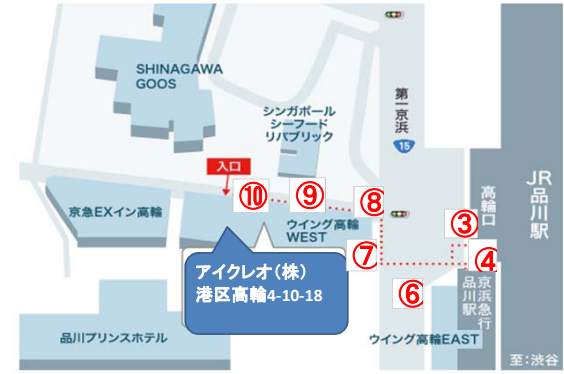 SHINAGAWA
GOOS
シンガポール
シーフード
リパブリック
第一京浜
15
入口
⑩
⑨
⑧
京急EXイン高輪
ウイング高輪
WEST
高輪口
③
JR品川駅
⑦
④
アイクレオ(株)
港区高輪4-10-18
⑥
京浜急行
品川駅
品川プリンスホテル
ウイング高輪EAST
至:渋谷